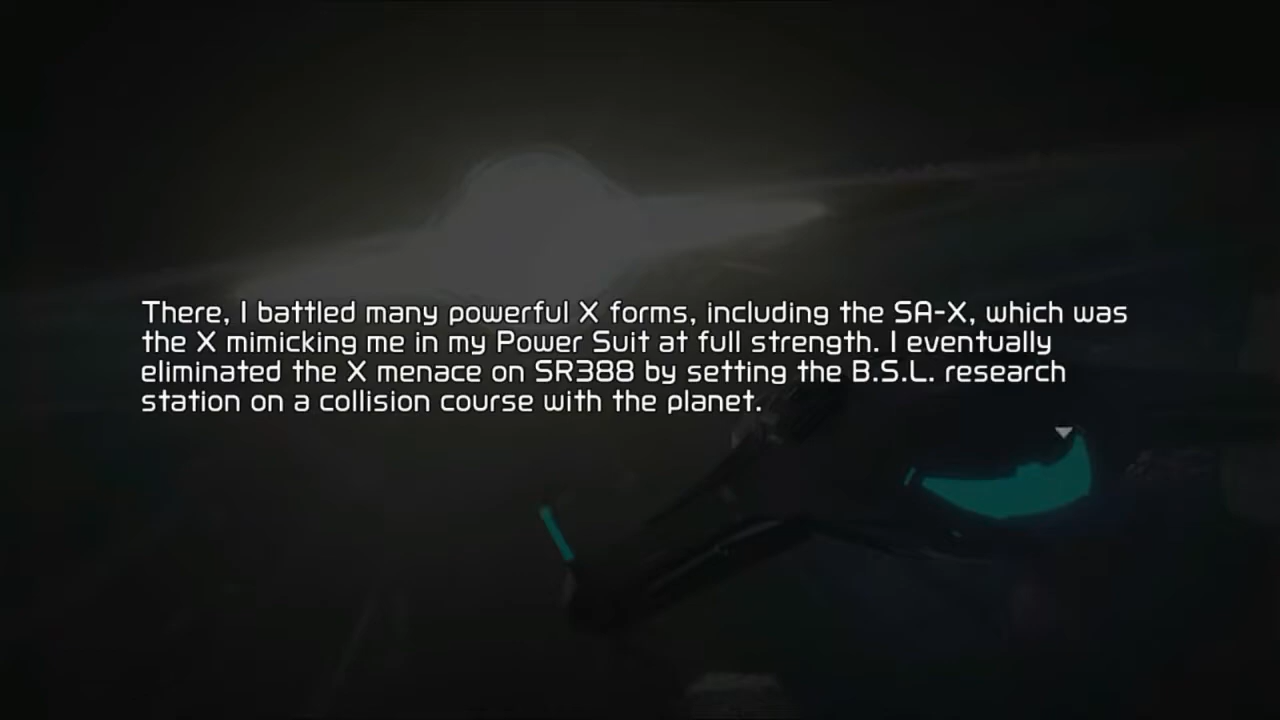 There, I battled many powerful X forms, including the SA-X, which was
the X mimicking me in my Power Suit at full strength. I eventually
eliminated the X menace on SR388 by setting the B.S.L. research
station on a collision course with the planet.